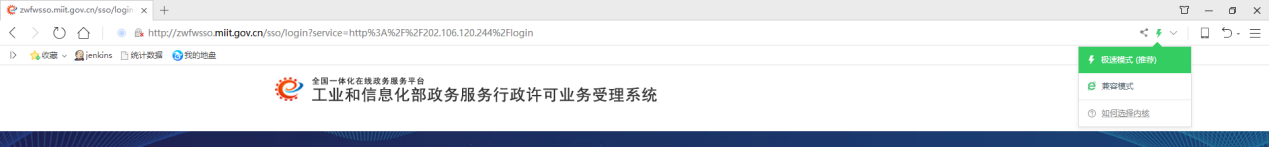 zwfwsso.miit.gov.cn/sso/login
http://zwfwsso.miit.gov.cn/sso/login?service=http%3A%2F%2F202.106.120.244%2Flogin
收藏 jenkins 统计数据 我的地盘
极速模式 (推荐)
兼容模式
如何选择内核
全国一体化在线政务服务平台
工业和信息化部政务服务行政许可业务受理系统